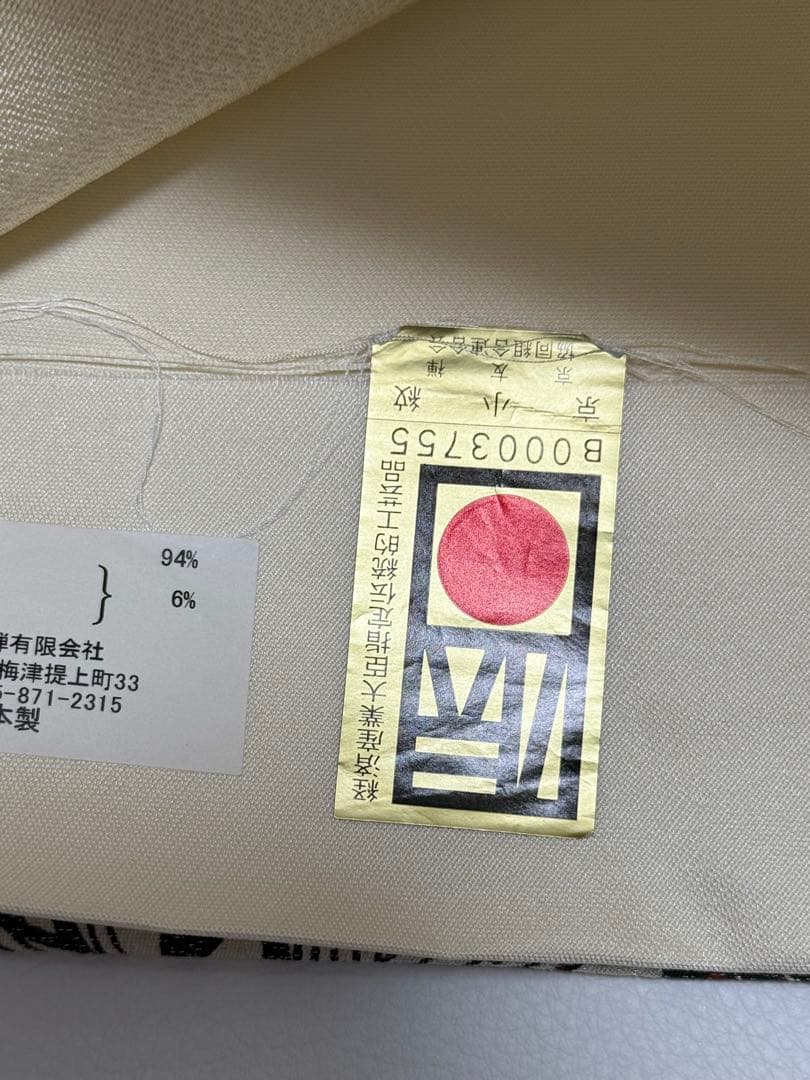 94%
} 6%
禅有限会社
梅津提上町33
5-871-2315
本製
伝
経済産業大臣指定伝統的工芸品
B0003755
京小紋
京友禅
協同組合連合会